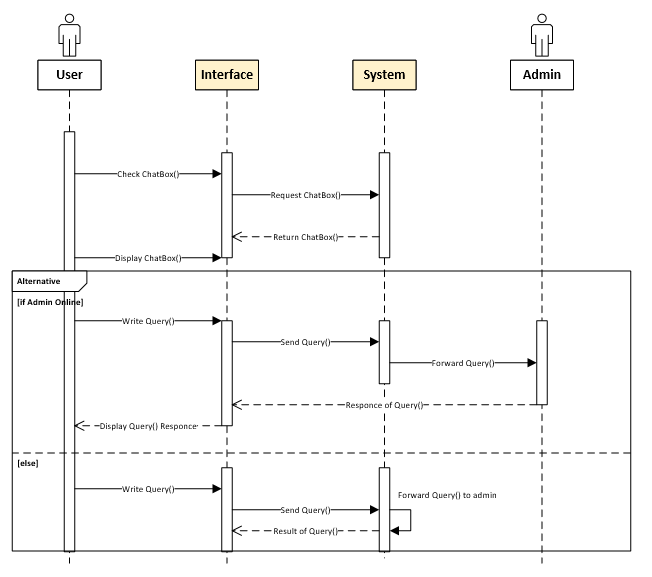 User
Interface
System
Admin
Check ChatBox()
Request ChatBox()
Return ChatBox()
Display ChatBox()
Alternative
[if Admin Online]
Write Query()
Send Query()
Forward Query()
Responce of Query()
Display Query() Responce
[else]
Write Query()
Forward Query() to admin
Send Query()
Result of Query()